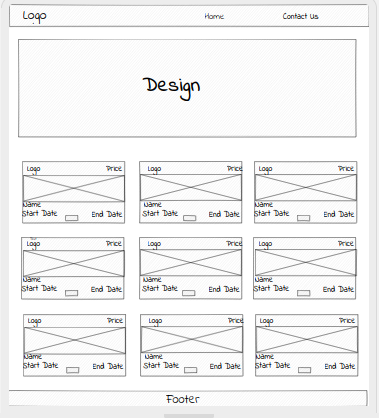 Logo Home Contact Us
Design
Logo Price Logo Price Logo Price
Name Name Name
Start Date End Date Start Date End Date Start Date End Date
Logo Price Logo Price Logo Price
Name Name Name
Start Date End Date Start Date End Date Start Date End Date
Logo Price Logo Price Logo Price
Name Name Name
Start Date End Date Start Date End Date Start Date End Date
Footer